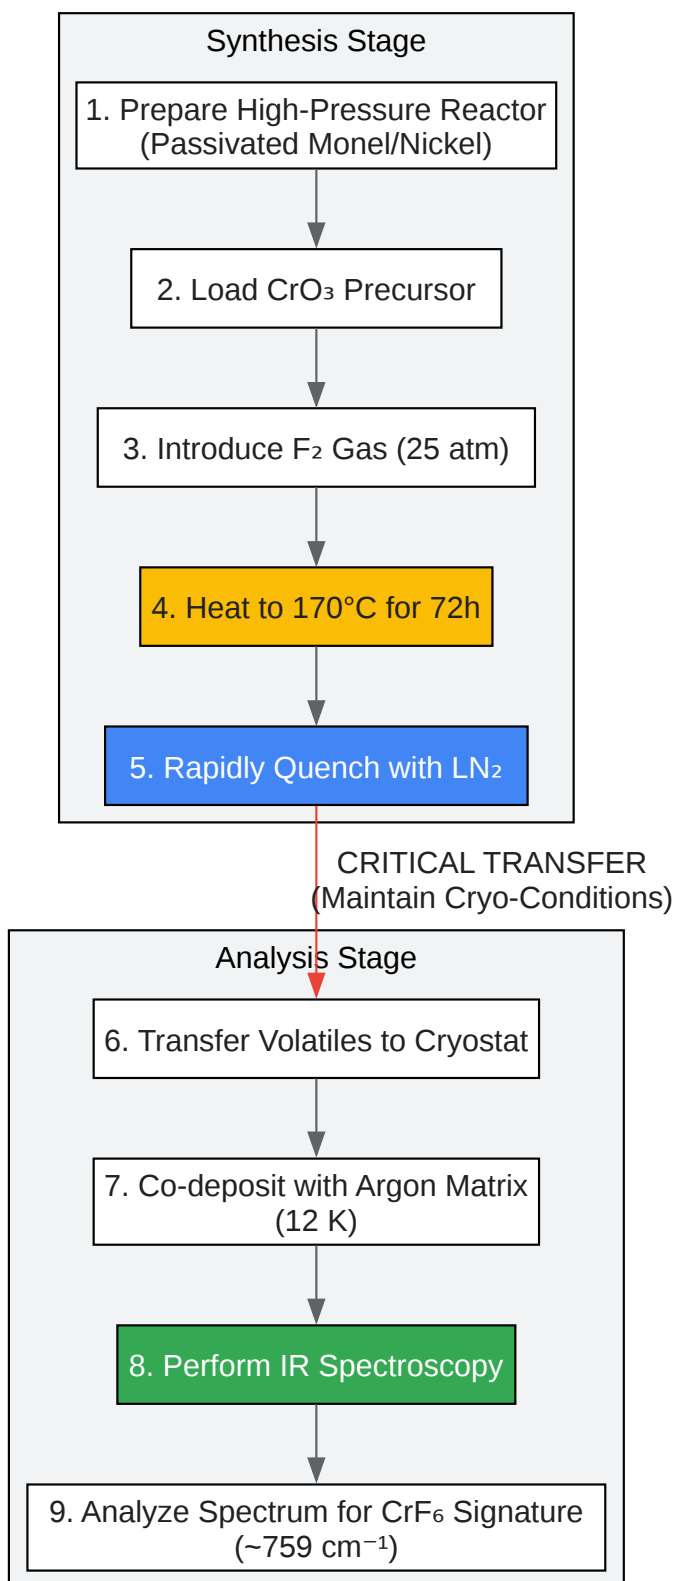 Synthesis Stage
1. Prepare High-Pressure Reactor
(Passivated Monel/Nickel)
2. Load CrO₃ Precursor
3. Introduce F₂ Gas (25 atm)
4. Heat to 170°C for 72h
5. Rapidly Quench with LN₂
CRITICAL TRANSFER
(Maintain Cryo-Conditions)
Analysis Stage
6. Transfer Volatiles to Cryostat
7. Co-deposit with Argon Matrix
(12 K)
8. Perform IR Spectroscopy
9. Analyze Spectrum for CrF₆ Signature
(~759 cm⁻¹)